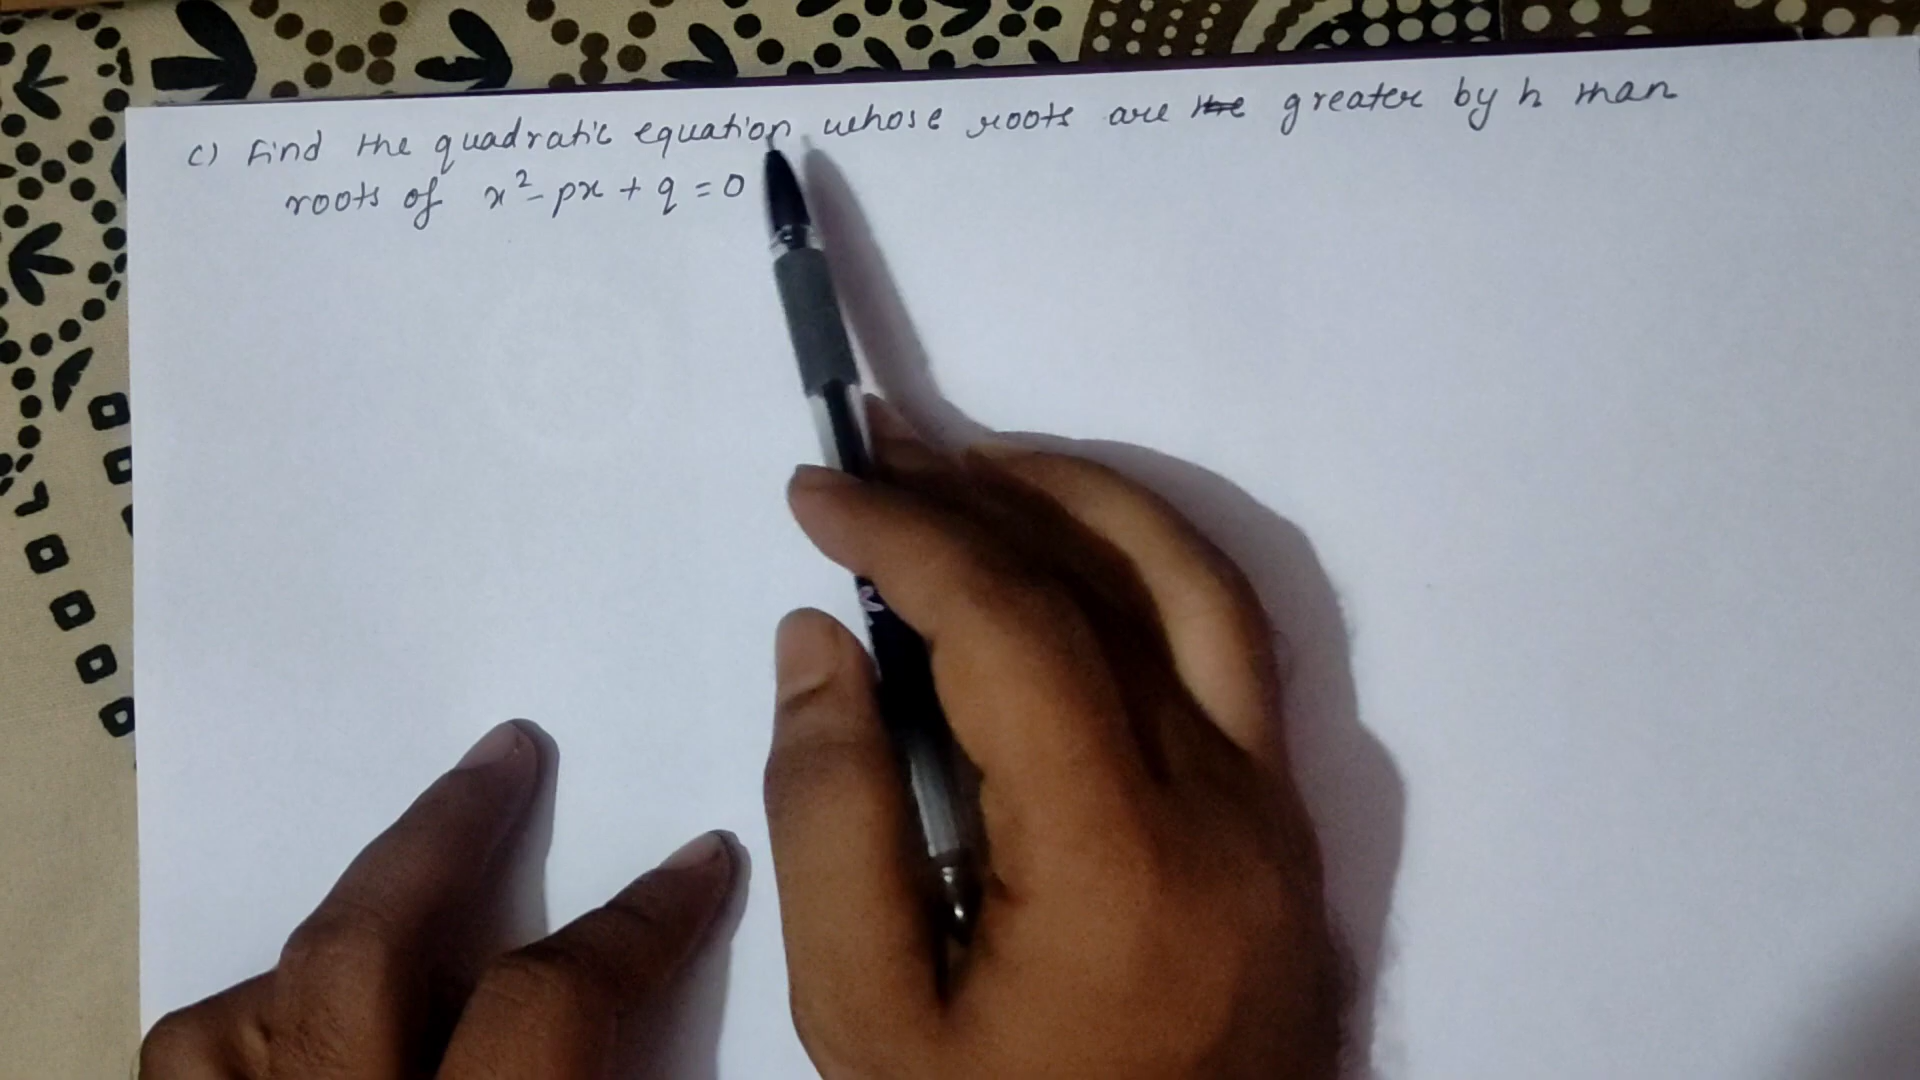 c) Find the quadratic equation whose roots are the greater by h than
roots of x² - px + q = 0